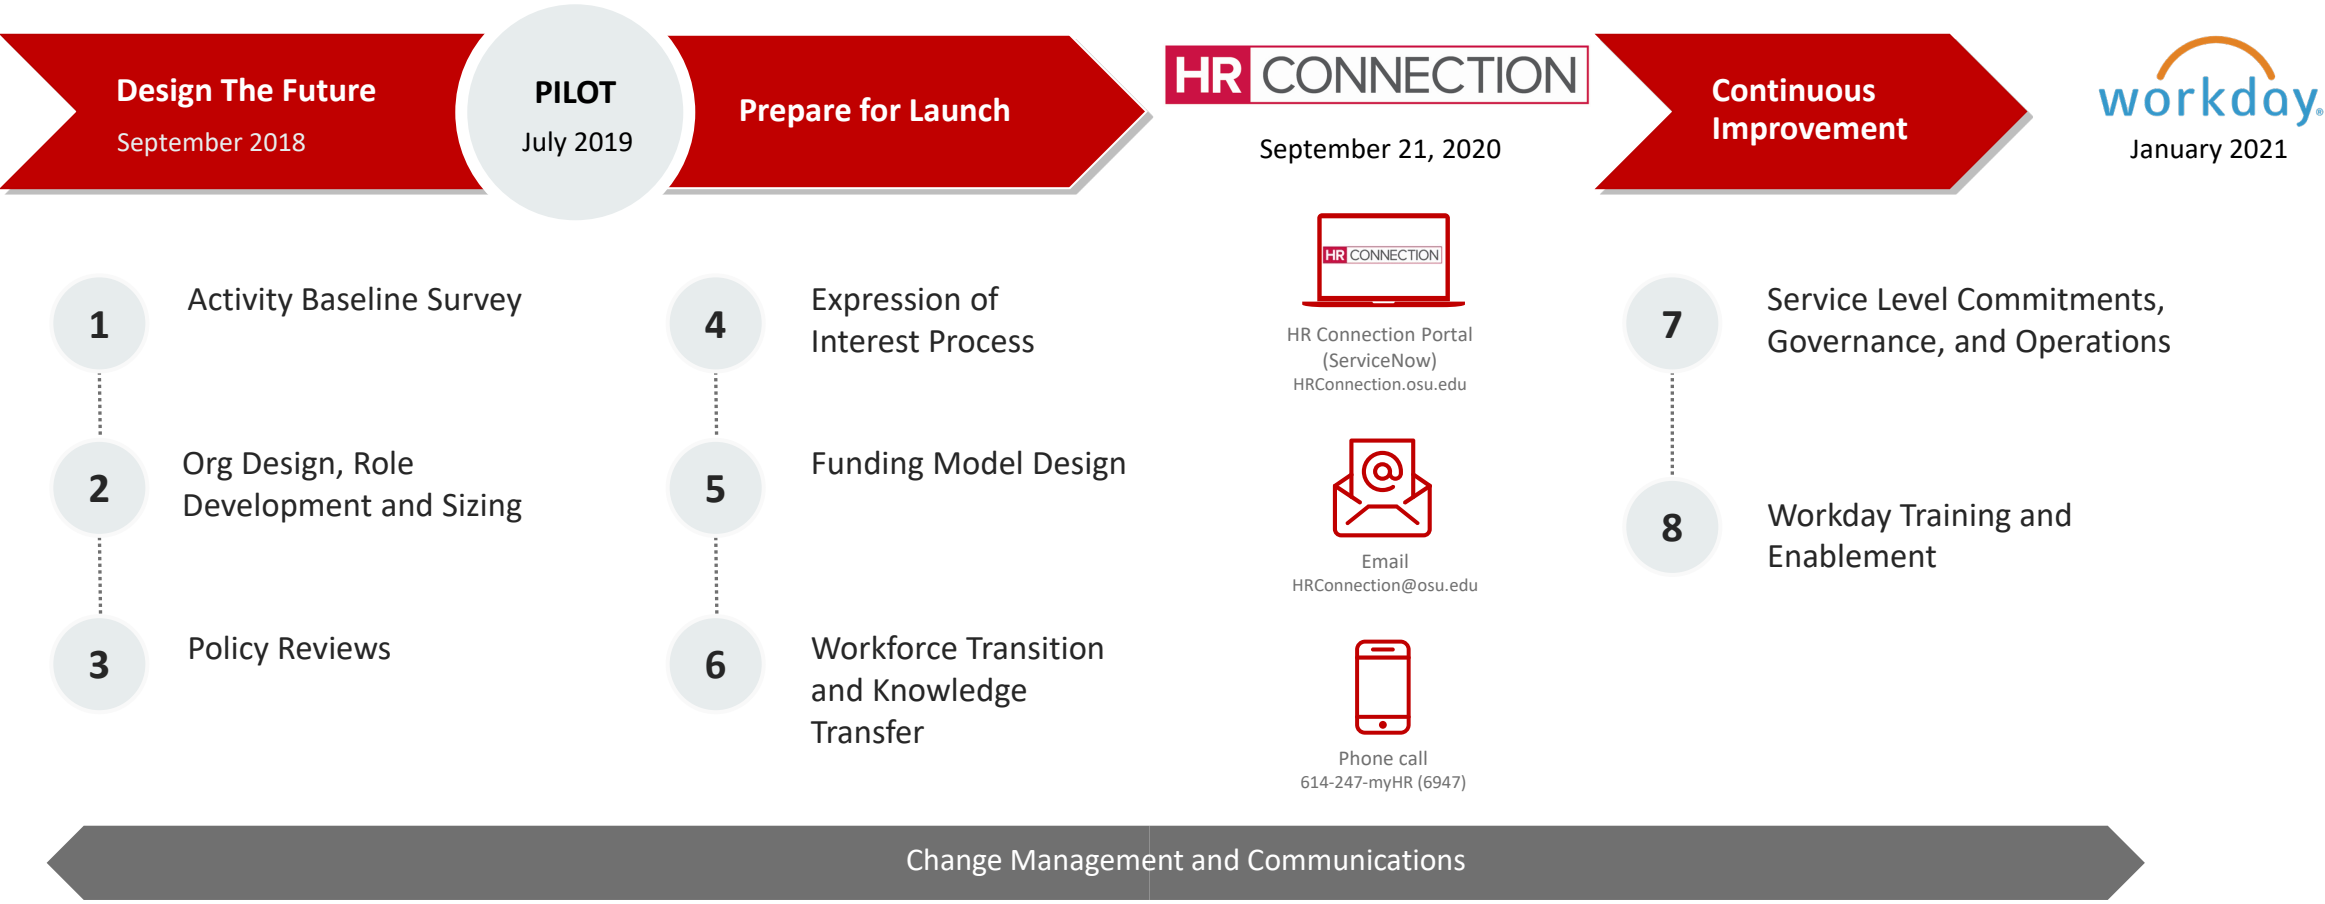 Design The Future
September 2018
PILOT
July 2019
Prepare for Launch
HR CONNECTION
September 21, 2020
Continuous
Improvement
workday.
January 2021
1
Activity Baseline Survey
2
Org Design, Role
Development and Sizing
3
Policy Reviews
4
Expression of
Interest Process
5
Funding Model Design
6
Workforce Transition
and Knowledge
Transfer
HR CONNECTION
HR Connection Portal
(ServiceNow)
HRConnection.osu.edu
@
Email
HRConnection@osu.edu
Phone call
614-247-myHR (6947)
7
Service Level Commitments,
Governance, and Operations
8
Workday Training and
Enablement
Change Management and Communications